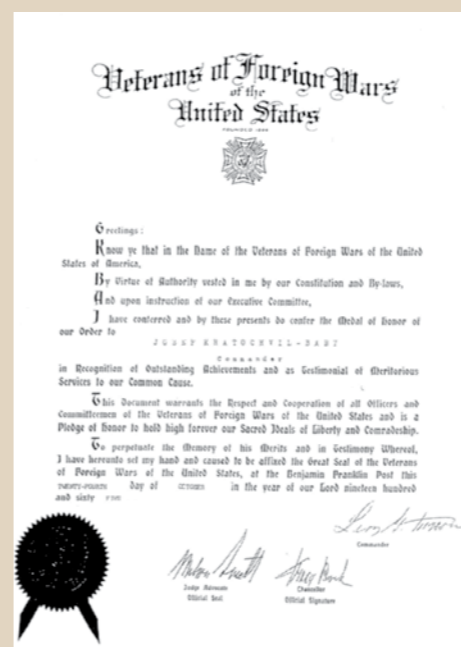 Veterans of Foreign Wars
of the
United States
FOUNDED 1899
Greetings:
Know ye that in the Name of the Veterans of Foreign Wars of the United
States of America,
By Virtue of Authority vested in me by our Constitution and By-laws,
And upon instruction of our Executive Committee,
I have conferred and by these presents do confer the Medal of Honor of
our Order to
JOSEF KRATOCHVIL-BABY
Commander
in Recognition of Outstanding Achievements and as Testimonial of Meritorious
Services to our Common Cause.
This Document warrants the Respect and Cooperation of all Officers and
Committeemen of the Veterans of Foreign Wars of the United States and is a
Pledge of Honor to hold high forever our Sacred Ideals of Liberty and Comradeship.
To perpetuate the Memory of his Merits and in Testimony Whereof,
I have hereunto set my hand and caused to be affixed the Great Seal of the Veterans
of Foreign Wars of the United States, at the Benjamin Franklin Post this
TWENTY-FOURTH day of OCTOBER in the year of our Lord nineteen hundred
and sixty
Commander
Judge Advocate
Official Seal
Chancellor
Official Signature